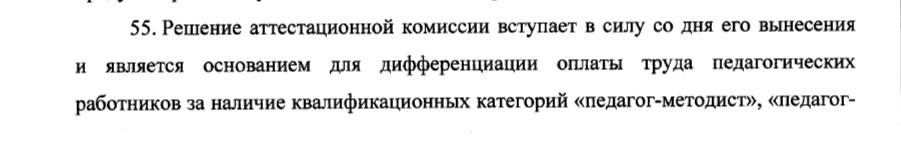 55. Решение аттестационной комиссии вступает в силу со дня его вынесения
и является основанием для дифференциации оплаты труда педагогических
работников за наличие квалификационных категорий «педагог-методист», «педагог-